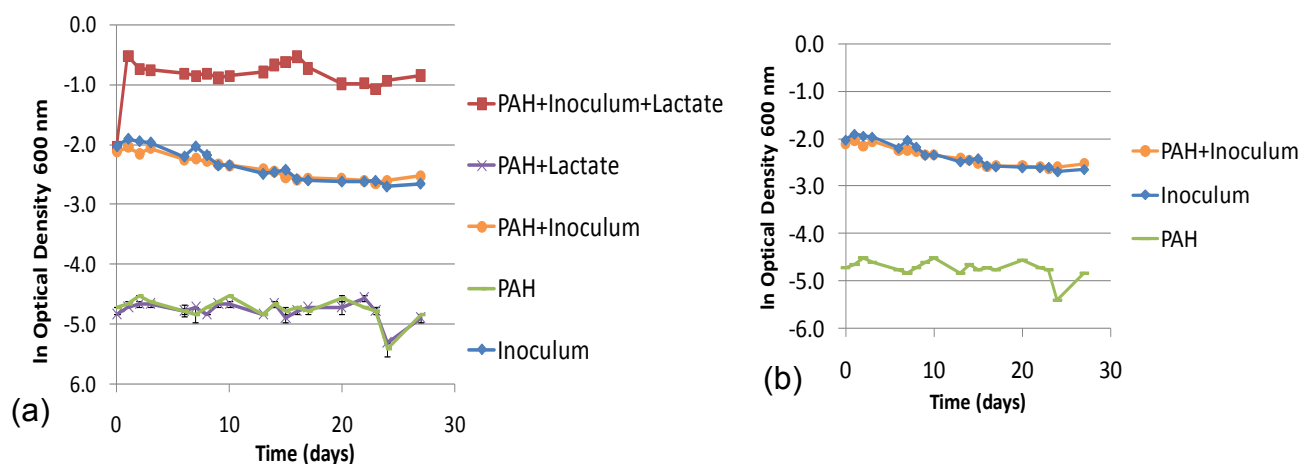 0.0
-1.0
-2.0
-3.0
-4.0
-5.0
6.0
0 10 20 30
ln Optical Density 600 nm
Time (days)
PAH+Inoculum+Lactate
PAH+Lactate
PAH+Inoculum
PAH
Inoculum
(a)
0.0
-1.0
-2.0
-3.0
-4.0
-5.0
-6.0
0 10 20 30
ln Optical Density 600 nm
Time (days)
PAH+Inoculum
Inoculum
PAH
(b)